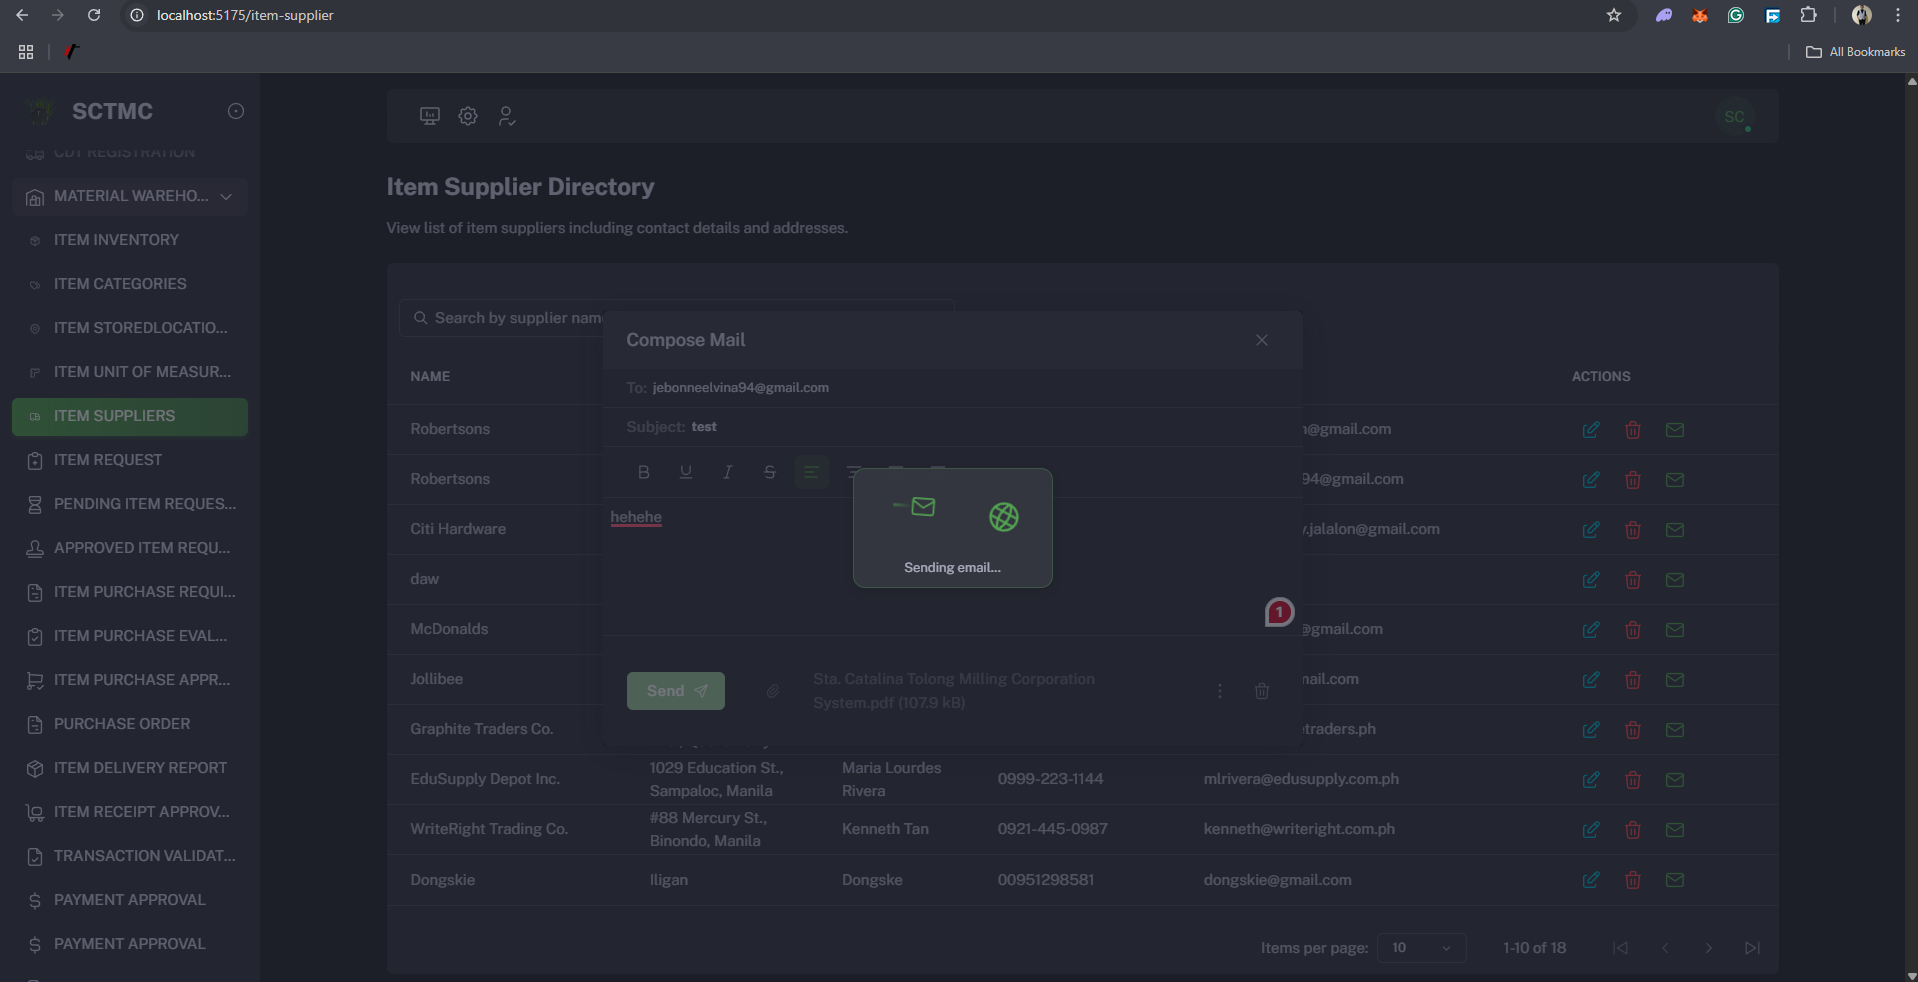 localhost:5175/item-supplier
All Bookmarks
SCTMC
CDT REGISTRATION
MATERIAL WAREHO...
ITEM INVENTORY
ITEM CATEGORIES
ITEM STOREDLOCATIO...
ITEM UNIT OF MEASUR...
ITEM SUPPLIERS
ITEM REQUEST
PENDING ITEM REQUES...
APPROVED ITEM REQU...
ITEM PURCHASE REQUI...
ITEM PURCHASE EVAL...
ITEM PURCHASE APPR...
PURCHASE ORDER
ITEM DELIVERY REPORT
ITEM RECEIPT APPROV...
TRANSACTION VALIDAT...
PAYMENT APPROVAL
PAYMENT APPROVAL
SC
Item Supplier Directory
View list of item suppliers including contact details and addresses.
Search by supplier nam
NAME
ACTIONS
Compose Mail
To: jebonneelvina94@gmail.com
Subject: test
B U I S
hehehe
Sending email...
1
Send
Sta. Catalina Tolong Milling Corporation
System.pdf (107.9 kB)
Robertsons
@gmail.com
Robertsons
94@gmail.com
Citi Hardware
y.jalalon@gmail.com
daw
McDonalds
@gmail.com
Jollibee
mail.com
Graphite Traders Co.
etraders.ph
EduSupply Depot Inc.
1029 Education St.,
Sampaloc, Manila
Maria Lourdes
Rivera
0999-223-1144
mlrivera@edusupply.com.ph
WriteRight Trading Co.
#88 Mercury St.,
Binondo, Manila
Kenneth Tan
0921-445-0987
kenneth@writeright.com.ph
Dongskie
Iligan
Dongske
00951298581
dongskie@gmail.com
Items per page: 10
1-10 of 18